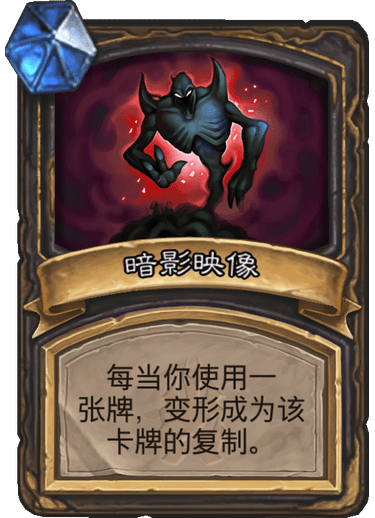 暗影映像
每当你使用一
张牌，变形成为该
卡牌的复制。